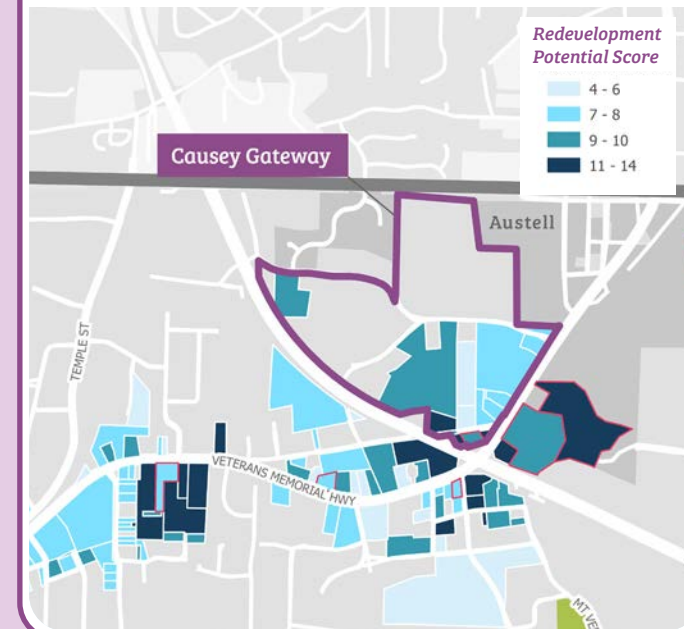 Redevelopment
Potential Score
4 - 6
7 - 8
9 - 10
11 - 14
Causey Gateway
Austell
TEMPLE ST
VETERANS MEMORIAL HWY
MT VE